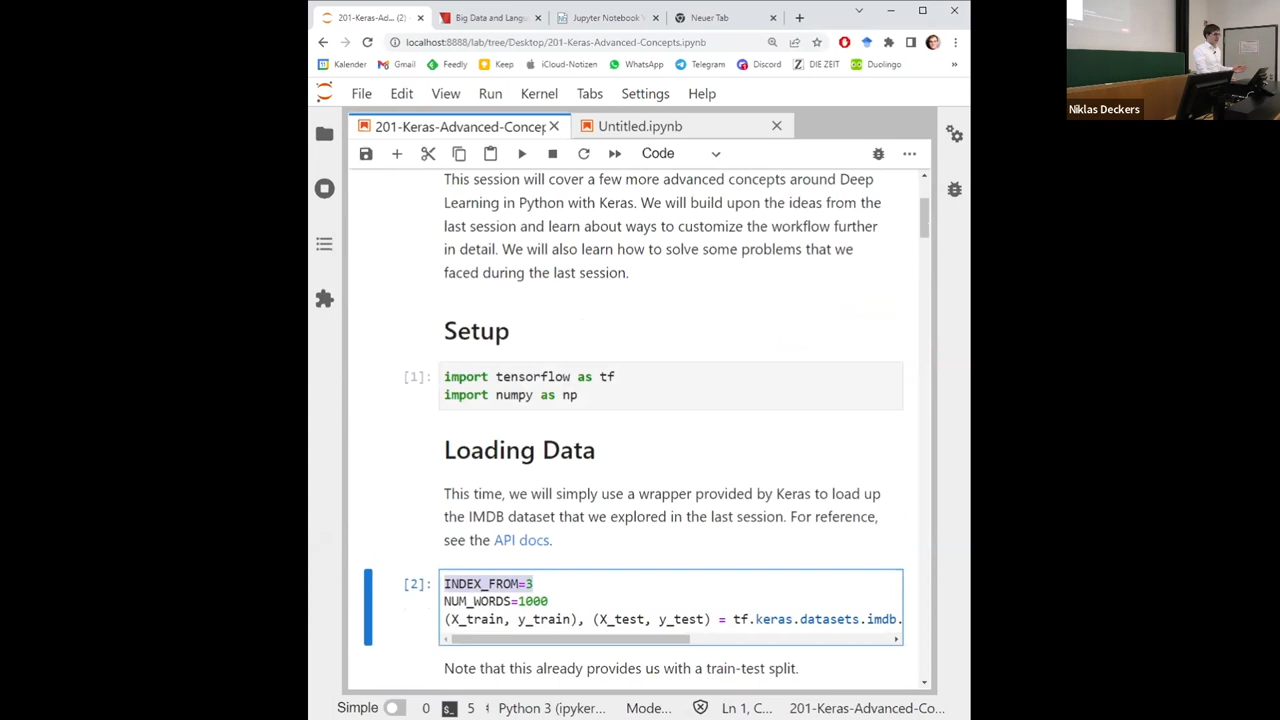 201-Keras-Ad... (2)
Big Data and Langu
Jupyter Notebook
Neuer Tab
localhost:8888/lab/tree/Desktop/201-Keras-Advanced-Concepts.ipynb
Kalender
Gmail
Feedly
Keep
iCloud-Notizen
WhatsApp
Telegram
Discord
DIE ZEIT
Duolingo
»
File Edit View Run Kernel Tabs Settings Help
201-Keras-Advanced-Concep
Untitled.ipynb
Code
This session will cover a few more advanced concepts around Deep
Learning in Python with Keras. We will build upon the ideas from the
last session and learn about ways to customize the workflow further
in detail. We will also learn how to solve some problems that we
faced during the last session.
Setup
[1]:
import tensorflow as tf
import numpy as np
Loading Data
This time, we will simply use a wrapper provided by Keras to load up
the IMDB dataset that we explored in the last session. For reference,
see the API docs.
[2]:
INDEX_FROM=3
NUM_WORDS=1000
(X_train, y_train), (X_test, y_test) = tf.keras.datasets.imdb.
Note that this already provides us with a train-test split.
Simple 0 5 Python 3 (ipyker... Mode... Ln 1, C... 201-Keras-Advanced-Co...
Niklas Deckers